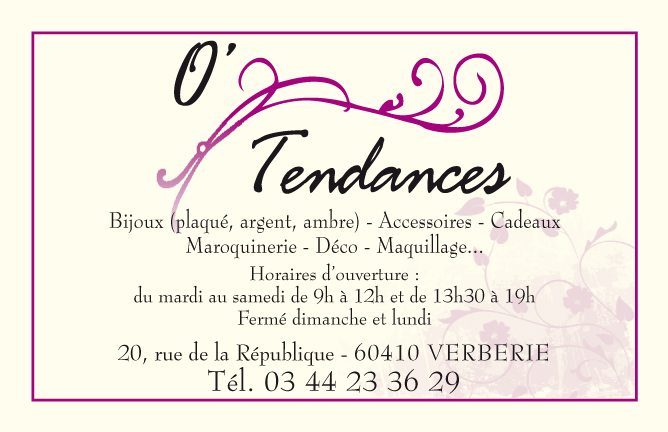 O'
Tendances
Bijoux (plaqué, argent, ambre) - Accessoires - Cadeaux
Maroquinerie - Déco - Maquillage...
Horaires d'ouverture :
du mardi au samedi de 9h à 12h et de 13h30 à 19h
Fermé dimanche et lundi
20, rue de la République - 60410 VERBERIE
Tél. 03 44 23 36 29